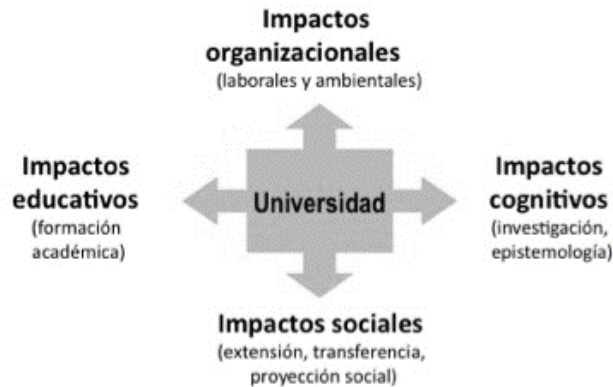 Impactos
organizacionales
(laborales y ambientales)
Impactos
educativos
(formación
académica)
Universidad
Impactos
cognitivos
(investigación,
epistemología)
Impactos sociales
(extensión, transferencia,
proyección social)